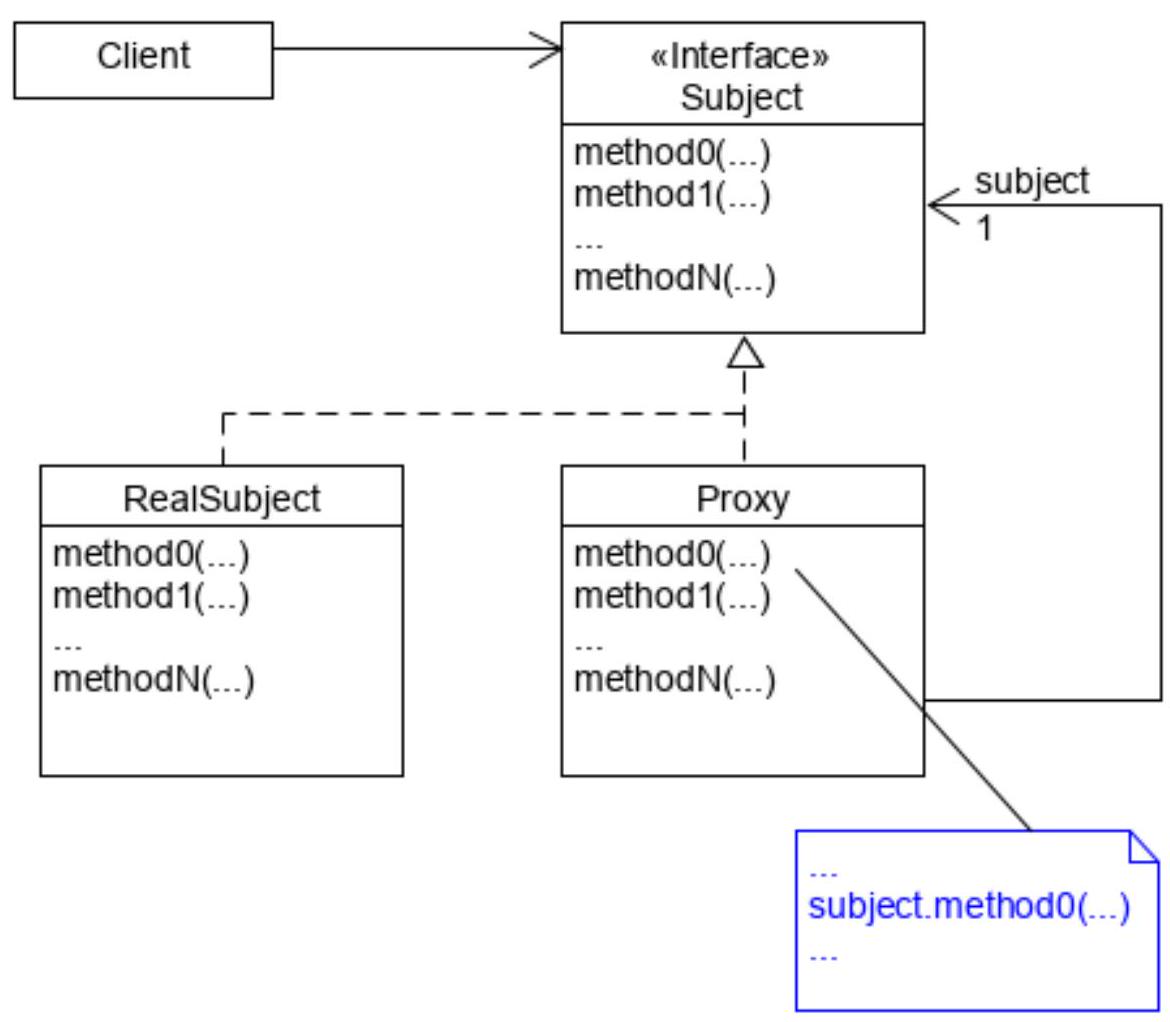 Client
«Interface»
Subject
method0(...)
method1(...)
...
methodN(...)
subject
1
RealSubject
method0(...)
method1(...)
...
methodN(...)
Proxy
method0(...)
method1(...)
...
methodN(...)
...
subject.method0(...)
...